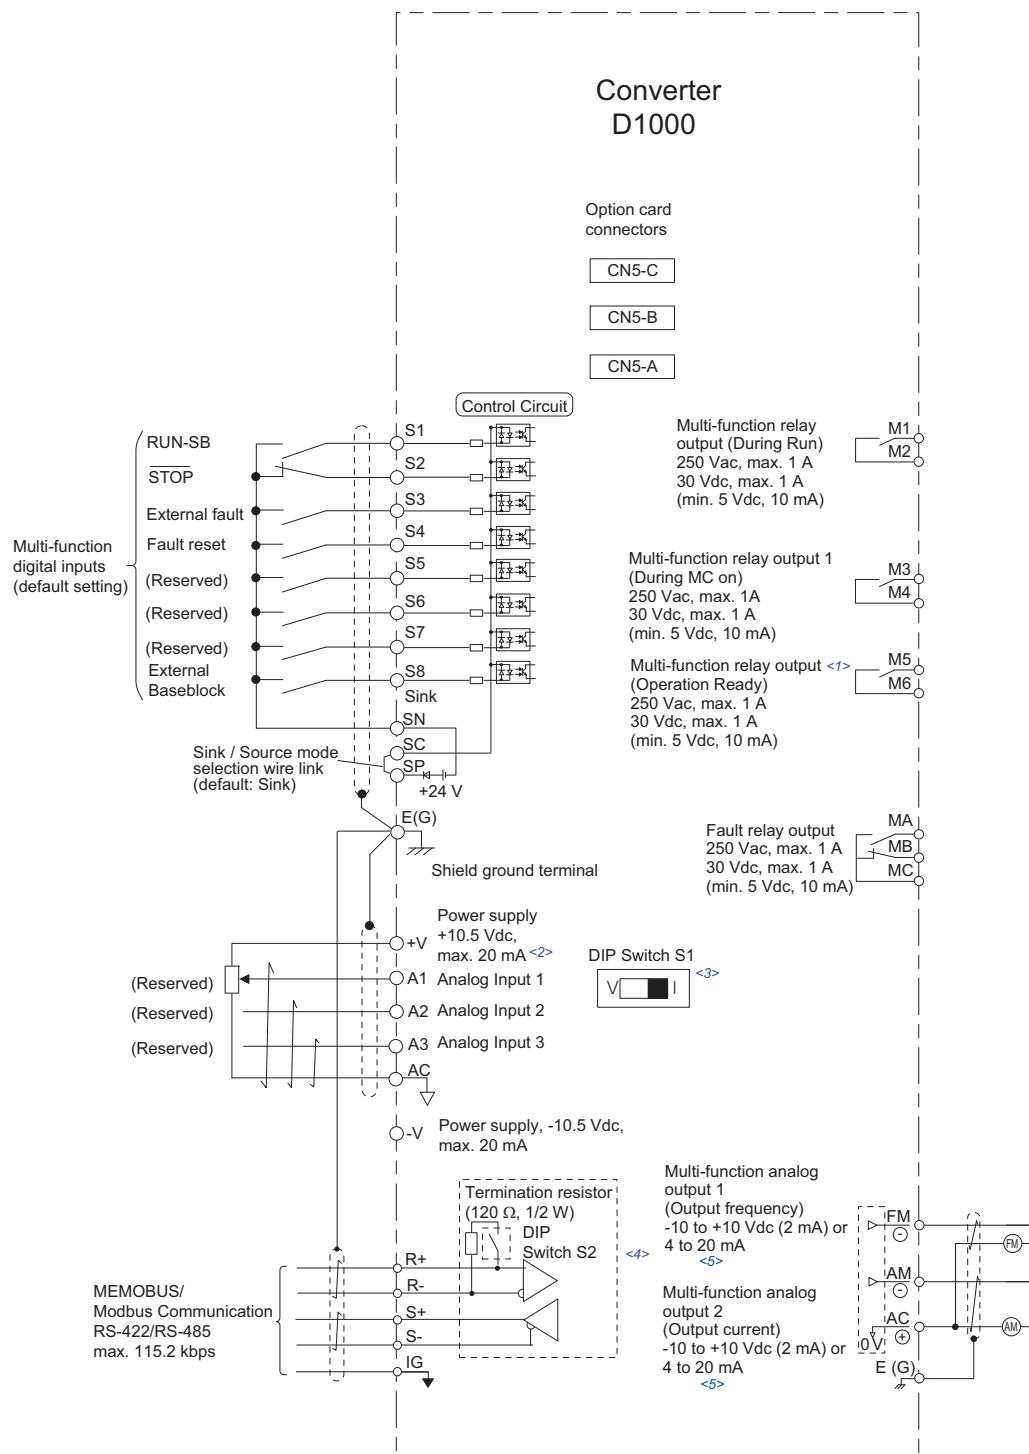 Converter
D1000
Option card
connectors
CN5-C
CN5-B
CN5-A
Control Circuit
Multi-function
digital inputs
(default setting)
RUN-SB
STOP
External fault
Fault reset
(Reserved)
(Reserved)
(Reserved)
External
Baseblock
S1
S2
S3
S4
S5
S6
S7
S8
Sink
SN
SC
SP
+24 V
Sink / Source mode
selection wire link
(default: Sink)
E(G)
Shield ground terminal
Multi-function relay
output (During Run)
250 Vac, max. 1 A
30 Vdc, max. 1 A
(min. 5 Vdc, 10 mA)
M1
M2
Multi-function relay output 1
(During MC on)
250 Vac, max. 1A
30 Vdc, max. 1 A
(min. 5 Vdc, 10 mA)
M3
M4
Multi-function relay output <1>
(Operation Ready)
250 Vac, max. 1 A
30 Vdc, max. 1 A
(min. 5 Vdc, 10 mA)
M5
M6
Fault relay output
250 Vac, max. 1 A
30 Vdc, max. 1 A
(min. 5 Vdc, 10 mA)
MA
MB
MC
Power supply
+10.5 Vdc,
max. 20 mA <2>
+V
(Reserved)
A1 Analog Input 1
(Reserved)
A2 Analog Input 2
(Reserved)
A3 Analog Input 3
AC
-V
Power supply, -10.5 Vdc,
max. 20 mA
DIP Switch S1
<3>
V I
Termination resistor
(120 Ω, 1/2 W)
DIP
Switch S2
<4>
MEMOBUS/
Modbus Communication
RS-422/RS-485
max. 115.2 kbps
R+
R-
S+
S-
IG
Multi-function analog
output 1
(Output frequency)
-10 to +10 Vdc (2 mA) or
4 to 20 mA
<5>
Multi-function analog
output 2
(Output current)
-10 to +10 Vdc (2 mA) or
4 to 20 mA
<5>
FM
-
FM
AM
-
AC
+
AM
0 V
E (G)